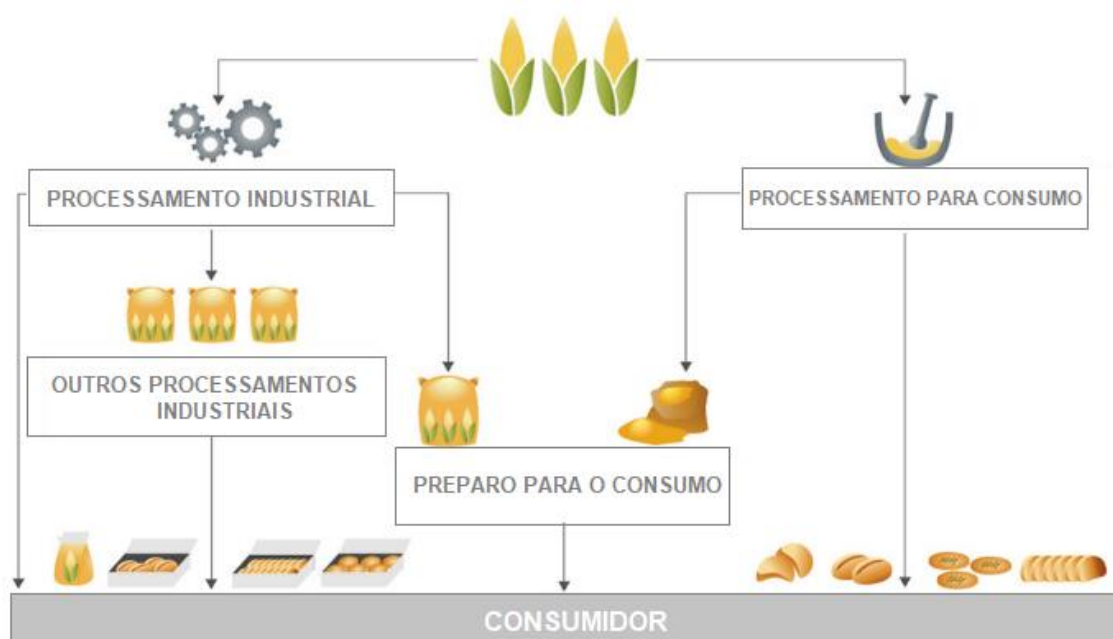 PROCESSAMENTO INDUSTRIAL
PROCESSAMENTO PARA CONSUMO
OUTROS PROCESSAMENTOS
INDUSTRIAIS
PREPARO PARA O CONSUMO
CONSUMIDOR